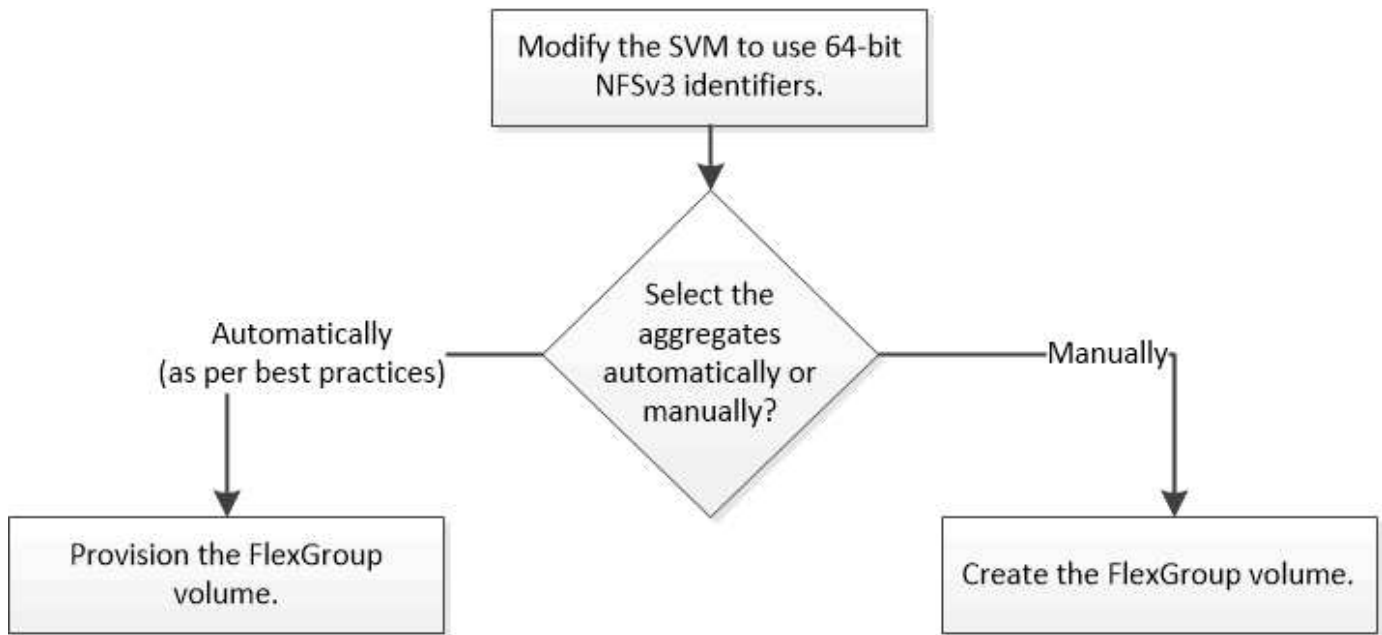 Modify the SVM to use 64-bit
NFSv3 identifiers.
Select the
aggregates
automatically or
manually?
Automatically
(as per best practices)
Manually
Provision the FlexGroup
volume.
Create the FlexGroup volume.